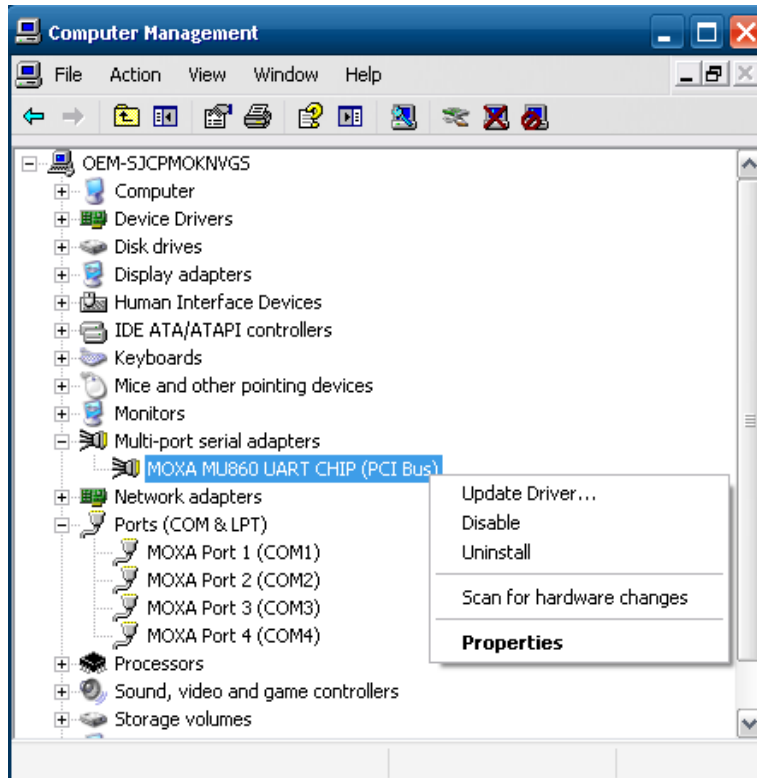 Computer Management
File Action View Window Help
OEM-SJCPMOKNVGS
Computer
Device Drivers
Disk drives
Display adapters
Human Interface Devices
IDE ATA/ATAPI controllers
Keyboards
Mice and other pointing devices
Monitors
Multi-port serial adapters
MOXA MU860 UART CHIP (PCI Bus)
Update Driver...
Network adapters
Disable
Ports (COM & LPT)
Uninstall
MOXA Port 1 (COM1)
MOXA Port 2 (COM2)
Scan for hardware changes
MOXA Port 3 (COM3)
MOXA Port 4 (COM4)
Properties
Processors
Sound, video and game controllers
Storage volumes